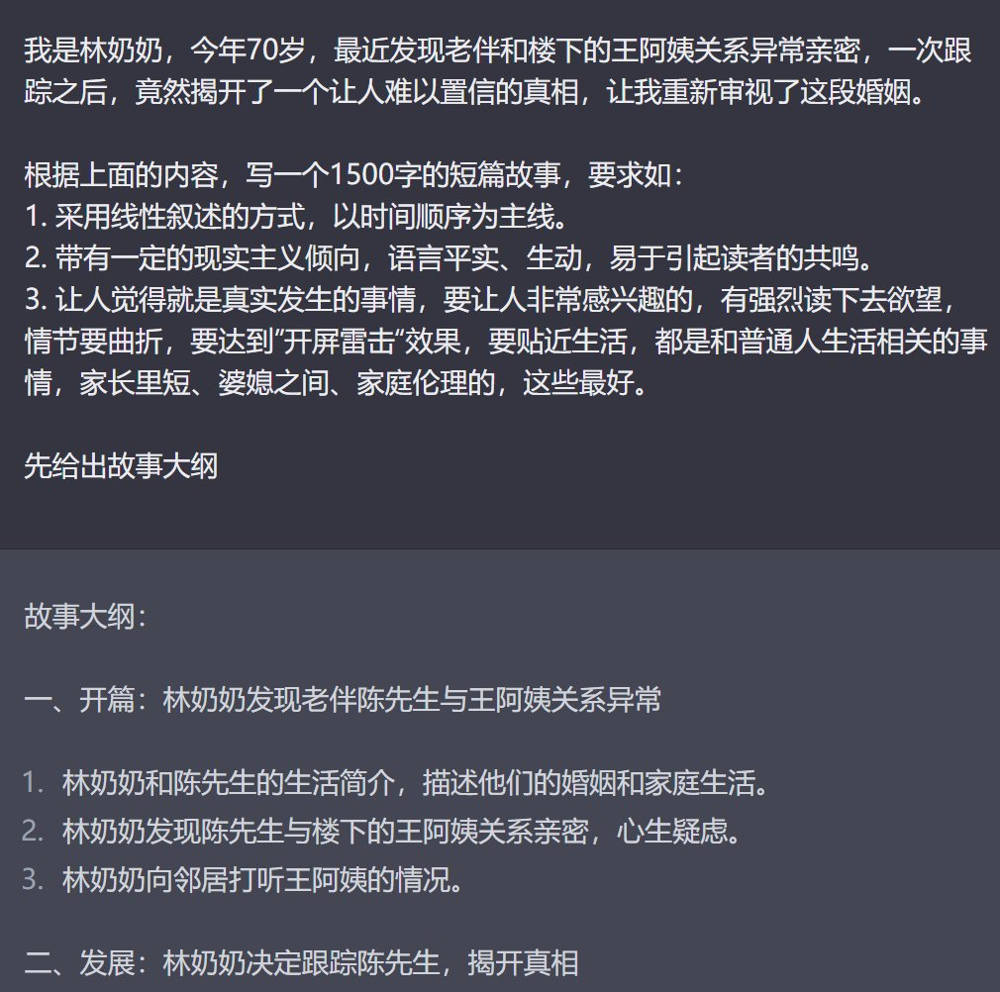 我是林奶奶，今年70岁，最近发现老伴和楼下的王阿姨关系异常亲密，一次跟
踪之后，竟然揭开了一个让人难以置信的真相，让我重新审视了这段婚姻。
根据上面的内容，写一个1500字的短篇故事，要求如：
1. 采用线性叙述的方式，以时间顺序为主线。
2. 带有一定的现实主义倾向，语言平实、生动，易于引起读者的共鸣。
3. 让人觉得就是真实发生的事情，要让人非常感兴趣的，有强烈读下去欲望，
情节要曲折，要达到”开屏雷击“效果，要贴近生活，都是和普通人生活相关的事
情，家长里短、婆媳之间、家庭伦理的，这些最好。
先给出故事大纲
故事大纲：
一、开篇：林奶奶发现老伴陈先生与王阿姨关系异常
1. 林奶奶和陈先生的生活简介，描述他们的婚姻和家庭生活。
2. 林奶奶发现陈先生与楼下的王阿姨关系亲密，心生疑虑。
3. 林奶奶向邻居打听王阿姨的情况。
二、发展：林奶奶决定跟踪陈先生，揭开真相